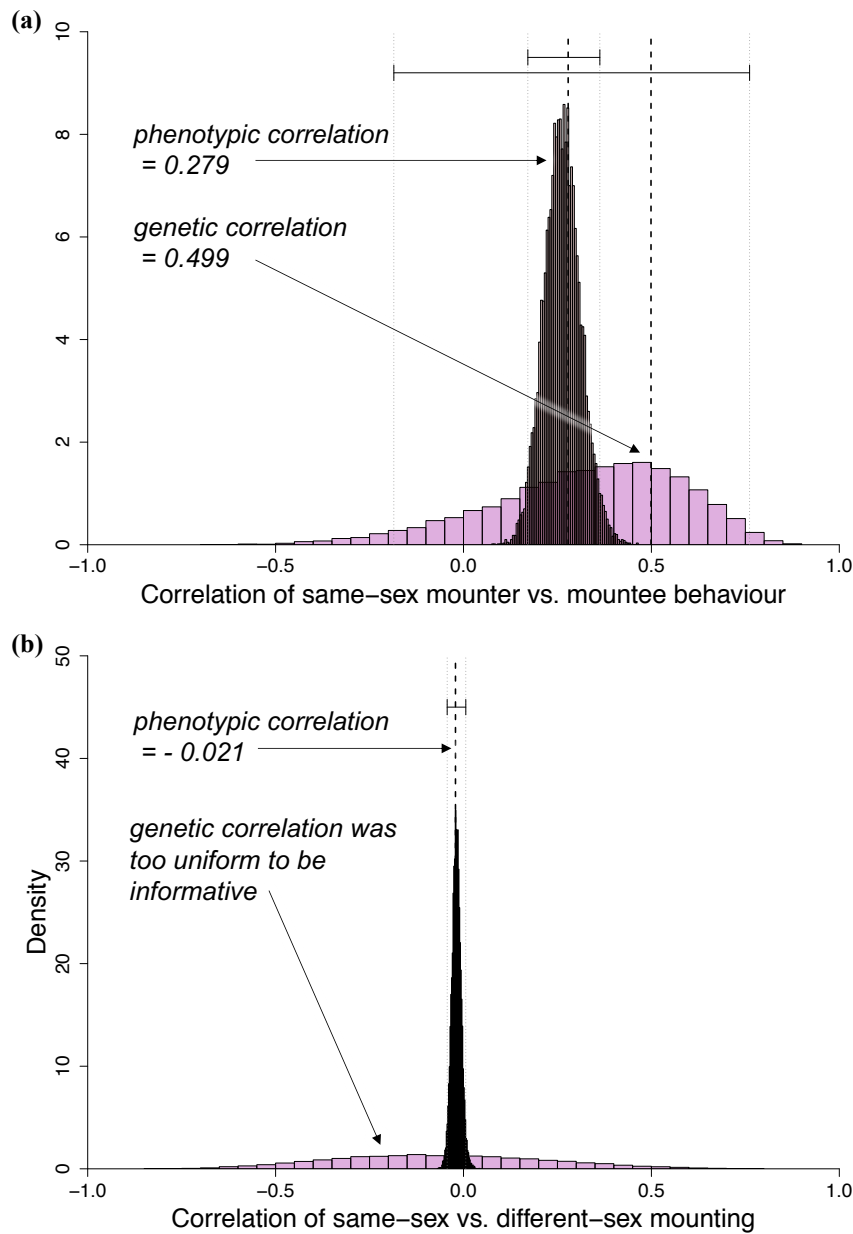 (a)
10
8
6
4
2
0
phenotypic correlation
= 0.279
genetic correlation
= 0.499
−1.0 −0.5 0.0 0.5 1.0
Correlation of same−sex mounter vs. mountee behaviour
(b)
50
40
30
20
10
0
Density
phenotypic correlation
= - 0.021
genetic correlation was
too uniform to be
informative
−1.0 −0.5 0.0 0.5 1.0
Correlation of same−sex vs. different−sex mounting